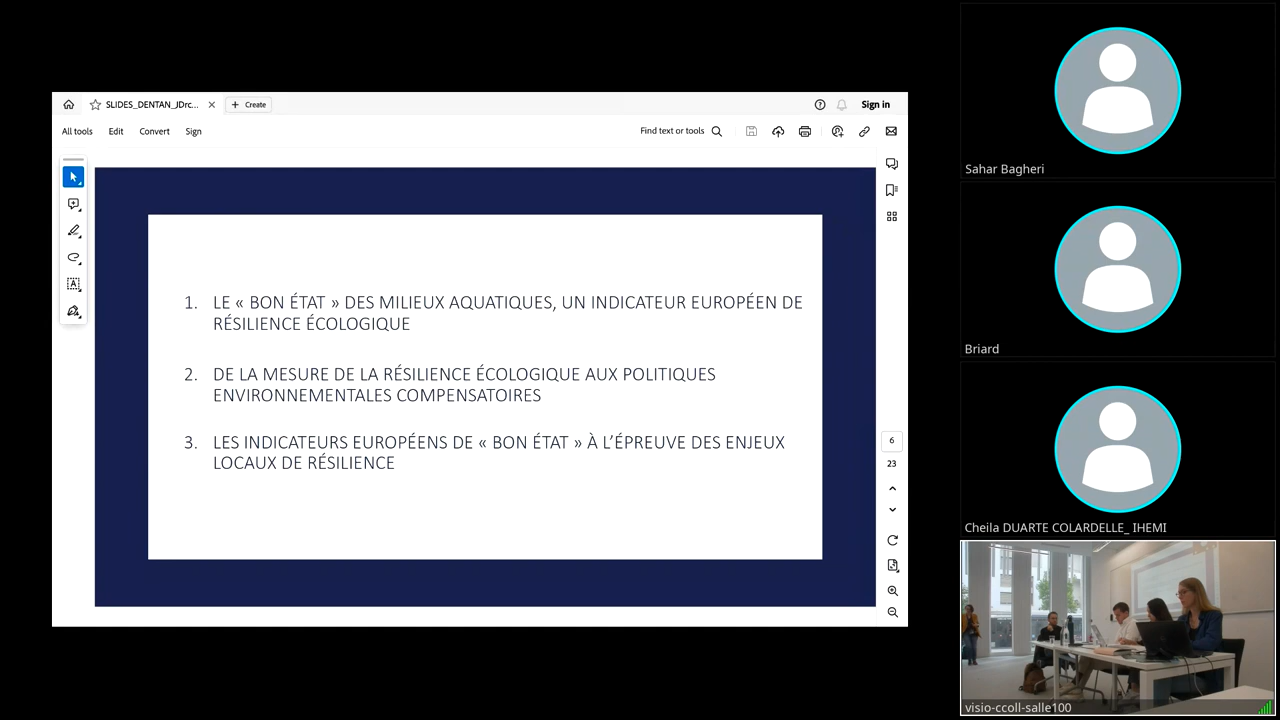 SLIDES_DENTAN_JDrc...
Create
Sign in
All tools
Edit
Convert
Sign
Find text or tools
1. LE « BON ÉTAT » DES MILIEUX AQUATIQUES, UN INDICATEUR EUROPÉEN DE
RÉSILIENCE ÉCOLOGIQUE
2. DE LA MESURE DE LA RÉSILIENCE ÉCOLOGIQUE AUX POLITIQUES
ENVIRONNEMENTALES COMPENSATOIRES
3. LES INDICATEURS EUROPÉENS DE « BON ÉTAT » À L’ÉPREUVE DES ENJEUX
LOCAUX DE RÉSILIENCE
6
23
Sahar Bagheri
Briard
Cheila DUARTE COLARDELLE_ IHEMI
visio-ccoll-salle100